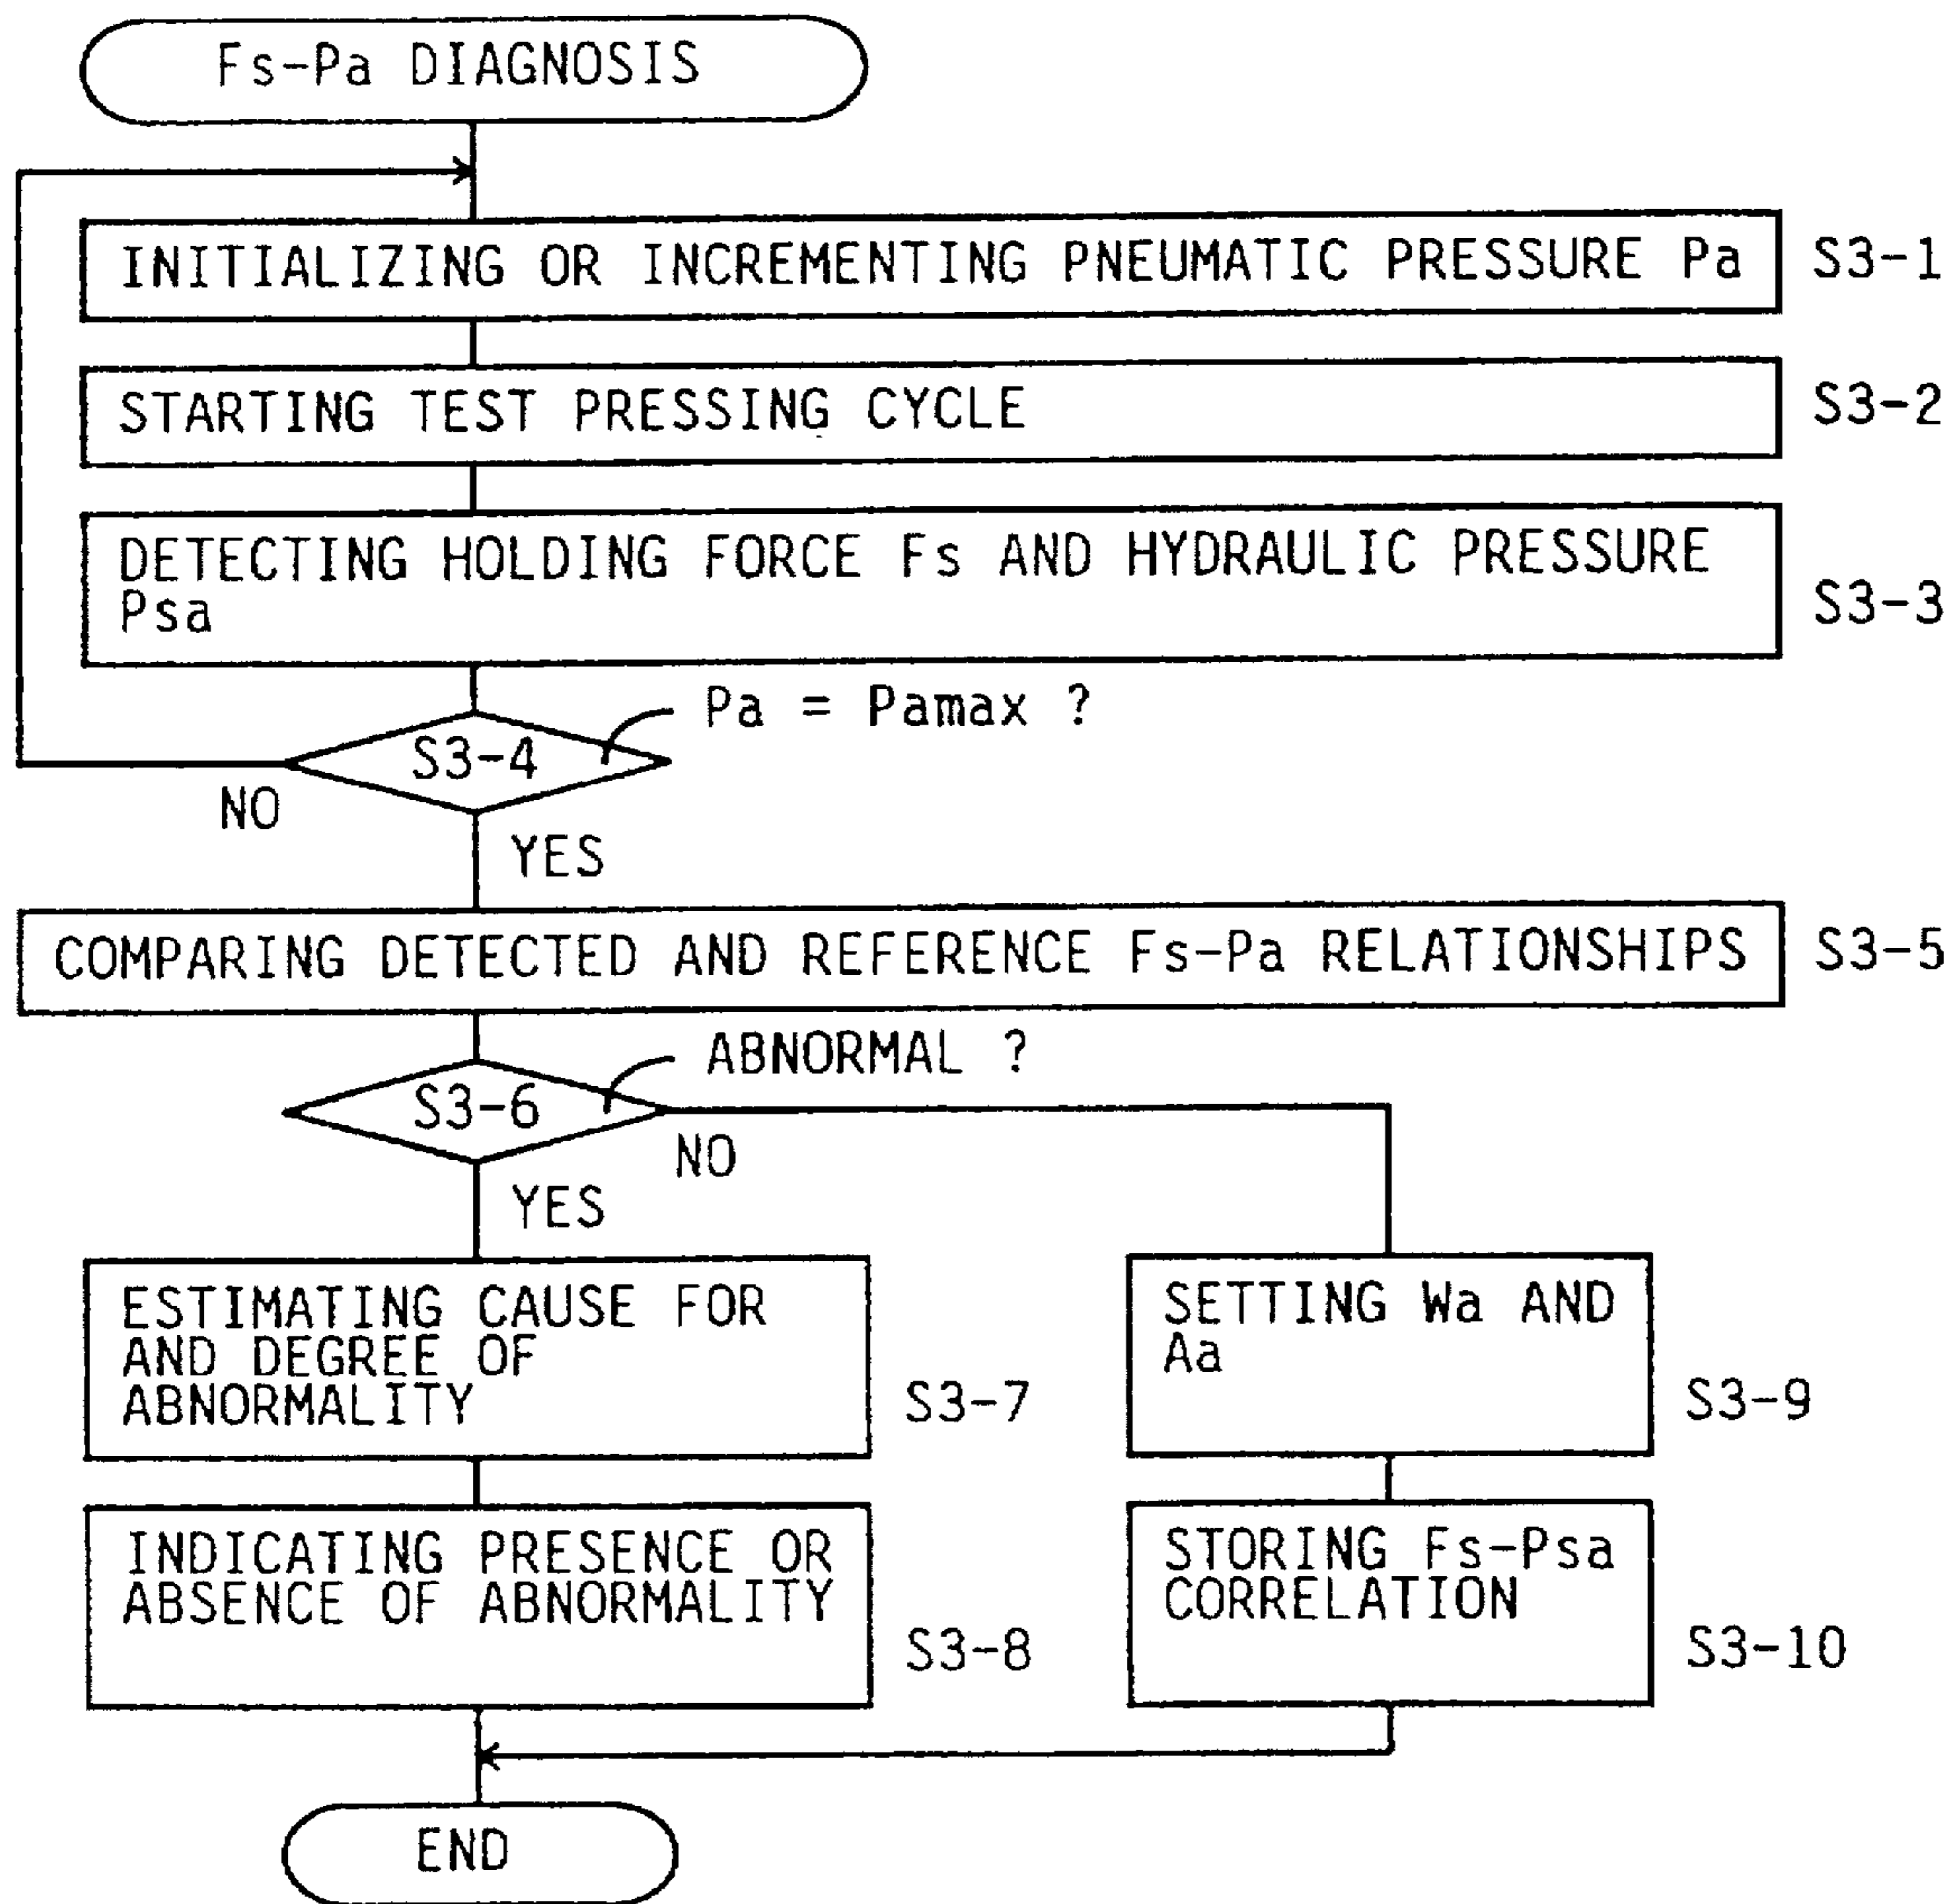 Fs-Pa DIAGNOSIS
INITIALIZING OR INCREMENTING PNEUMATIC PRESSURE Pa
S3-1
STARTING TEST PRESSING CYCLE
S3-2
DETECTING HOLDING FORCE Fs AND HYDRAULIC PRESSURE
Psa
S3-3
Pa = Pamax ?
S3-4
NO
YES
COMPARING DETECTED AND REFERENCE Fs-Pa RELATIONSHIPS
S3-5
ABNORMAL ?
S3-6
NO
YES
ESTIMATING CAUSE FOR
AND DEGREE OF
ABNORMALITY
S3-7
SETTING Wa AND
Aa
S3-9
INDICATING PRESENCE OR
ABSENCE OF ABNORMALITY
S3-8
STORING Fs-Psa
CORRELATION
S3-10
END